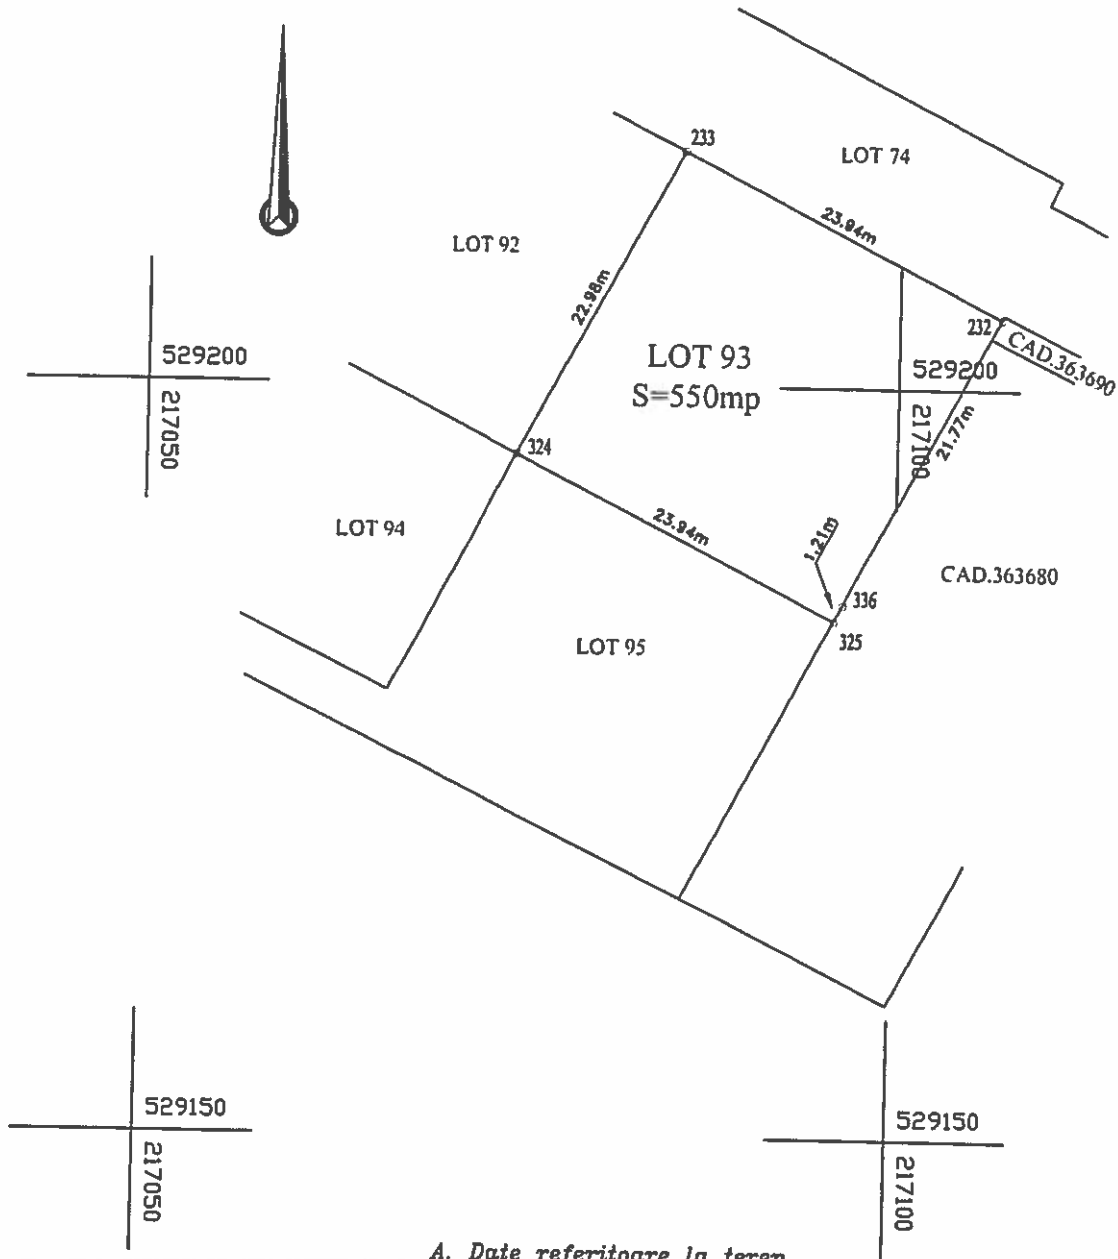 233
LOT 74
23.94m
LOT 92
22.98m
232
CAD.363690
529200
217050
LOT 93
S=550mp
529200
217100
21.77m
324
LOT 94
23.94m
1.21m
CAD.363680
336
325
LOT 95
529150
217050
529150
217100
A. Date referitoare la teren